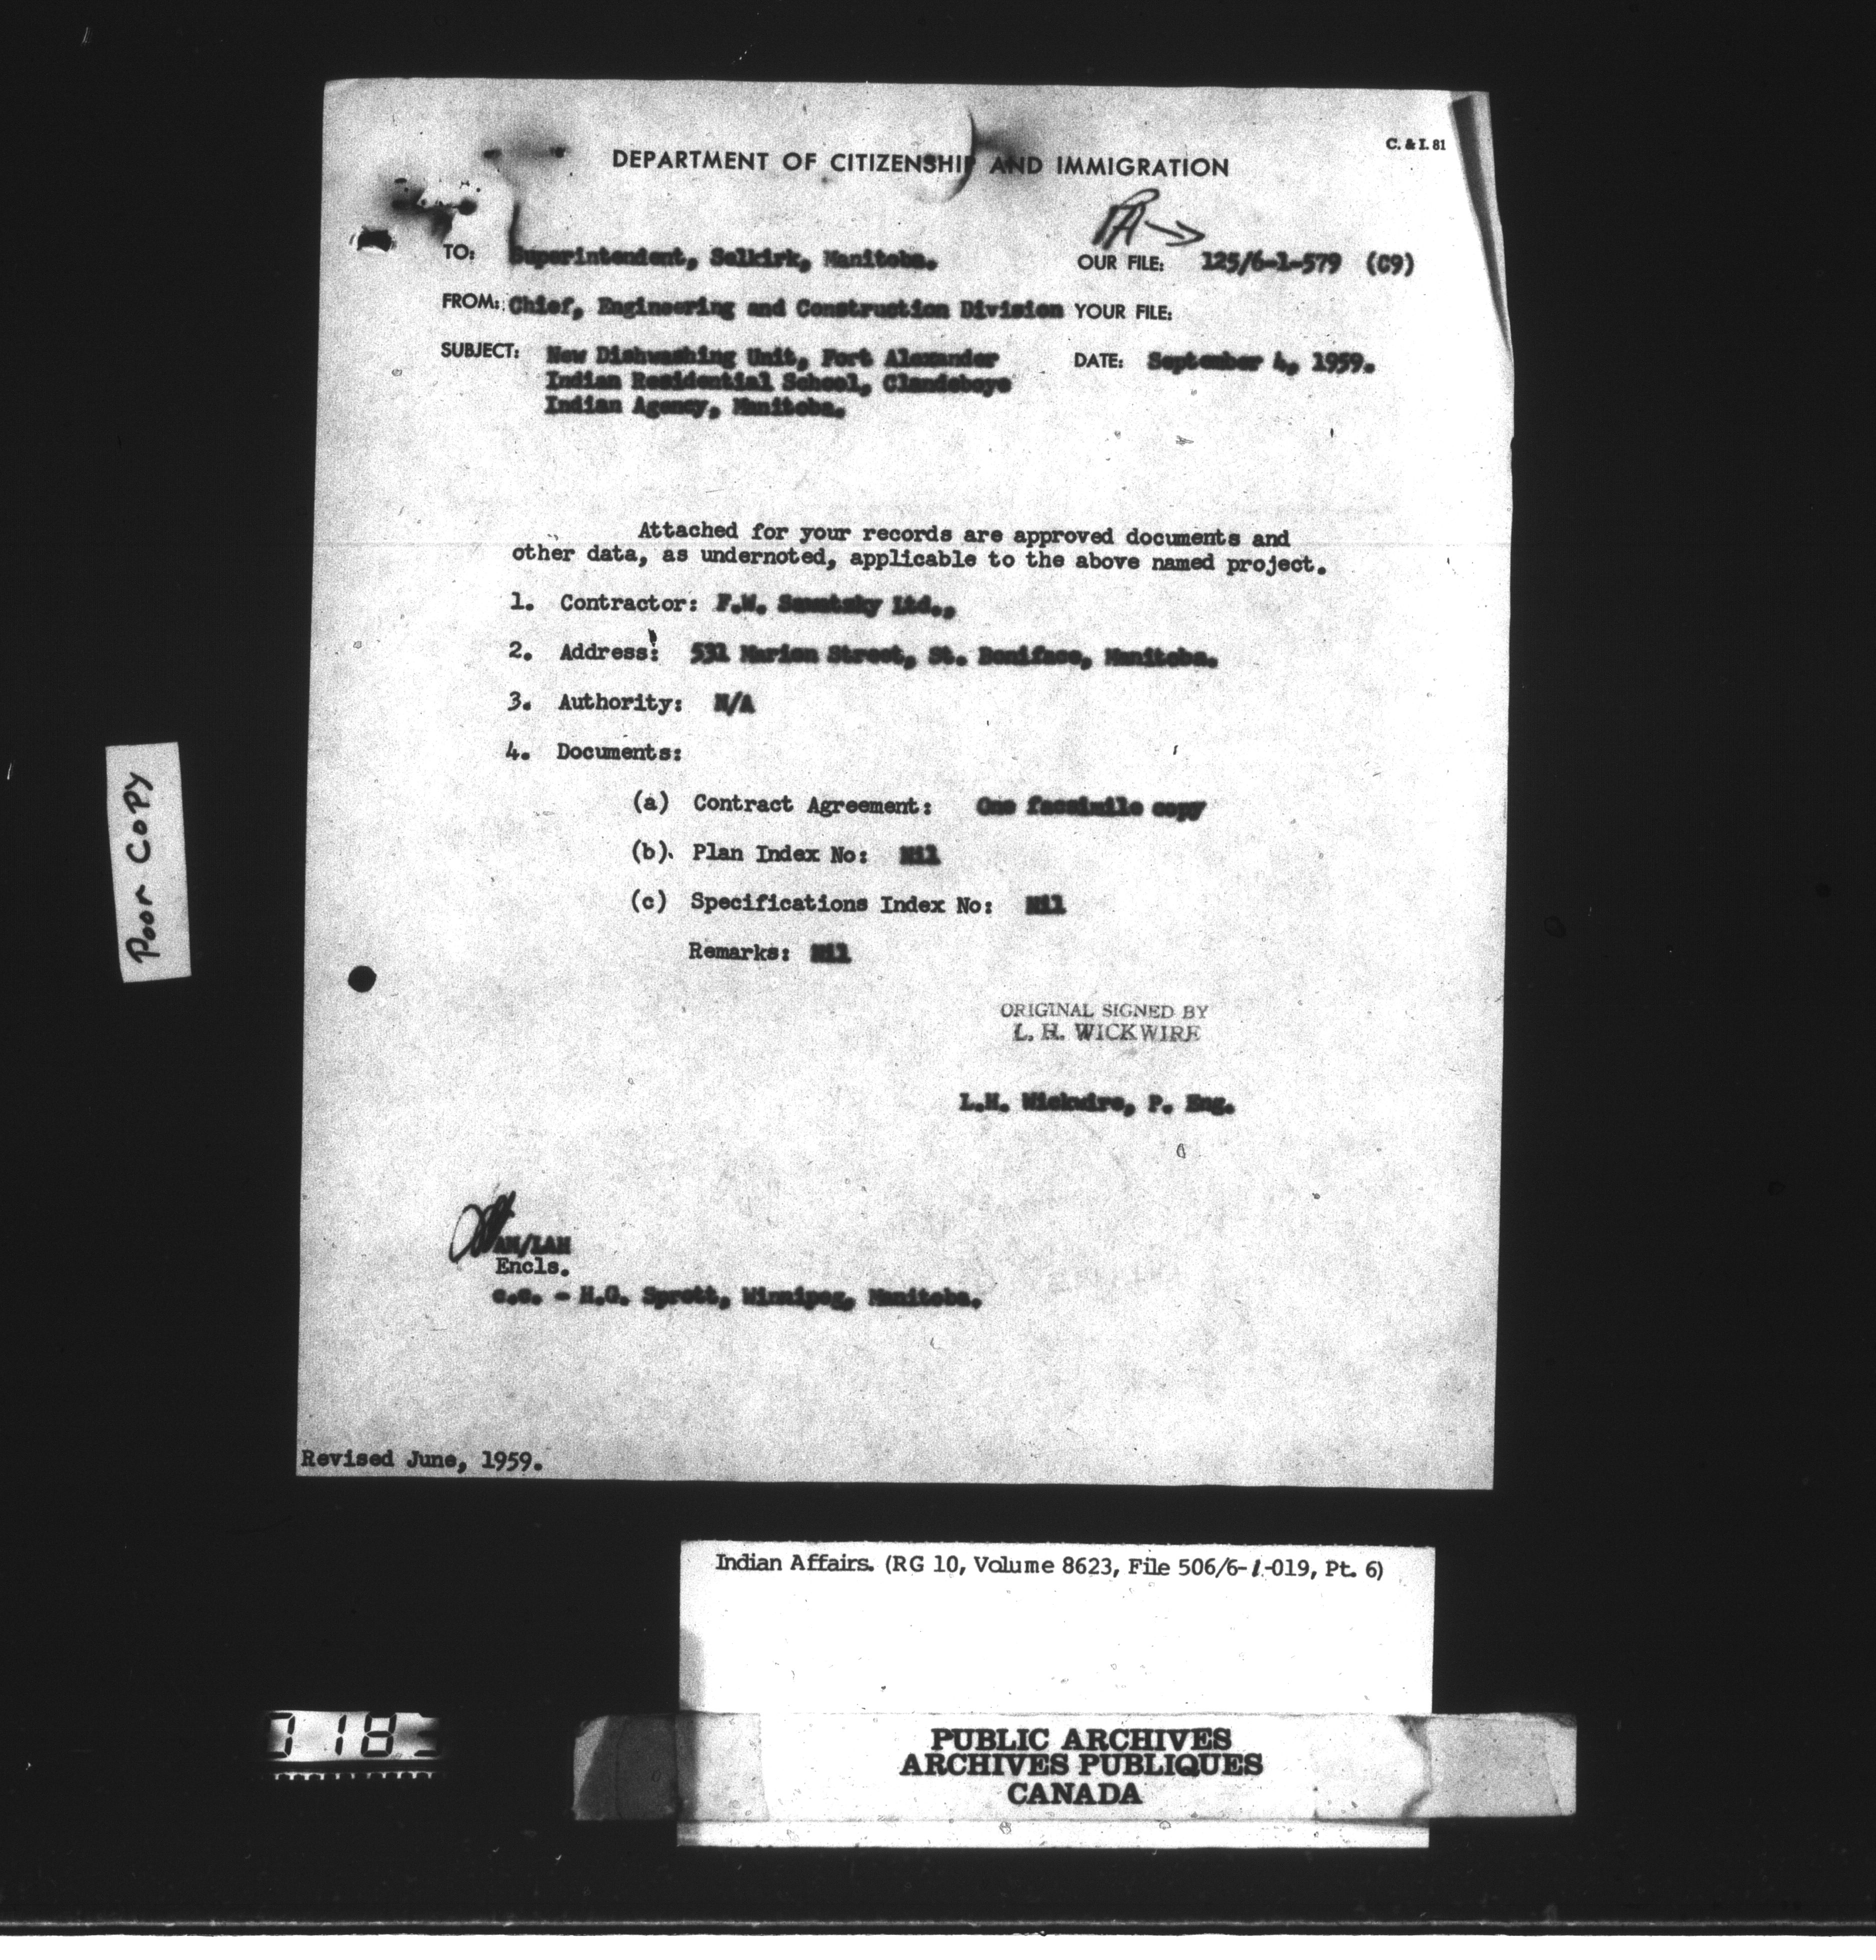 C. & I. 81
DEPARTMENT OF CITIZENSHIP AND IMMIGRATION
PA →
TO: Superintendent, Selkirk, Manitoba.
OUR FILE: 125/6-1-579 (C9)
FROM: Chief, Engineering and Construction Division
YOUR FILE:
SUBJECT: New Dishwashing Unit, Fort Alexander
Indian Residential School, Clandeboye
Indian Agency, Manitoba.
DATE: September 4, 1959.
Attached for your records are approved documents and
other data, as undernoted, applicable to the above named project.
1. Contractor: F.W. Sawatzky Ltd.,
2. Address: 531 Marion Street, St. Boniface, Manitoba.
3. Authority: N/A
4. Documents:
(a) Contract Agreement: One facsimile copy
(b). Plan Index No: Nil
(c) Specifications Index No: Nil
Remarks: Nil
ORIGINAL SIGNED BY
L. H. WICKWIRE
L.H. Wickwire, P. Eng.
Encls.
c.c. - H.G. Sprott, Winnipeg, Manitoba.
Revised June, 1959.
Poor Copy
Indian Affairs. (RG 10, Volume 8623, File 506/6-1-019, Pt. 6)
PUBLIC ARCHIVES
ARCHIVES PUBLIQUES
CANADA